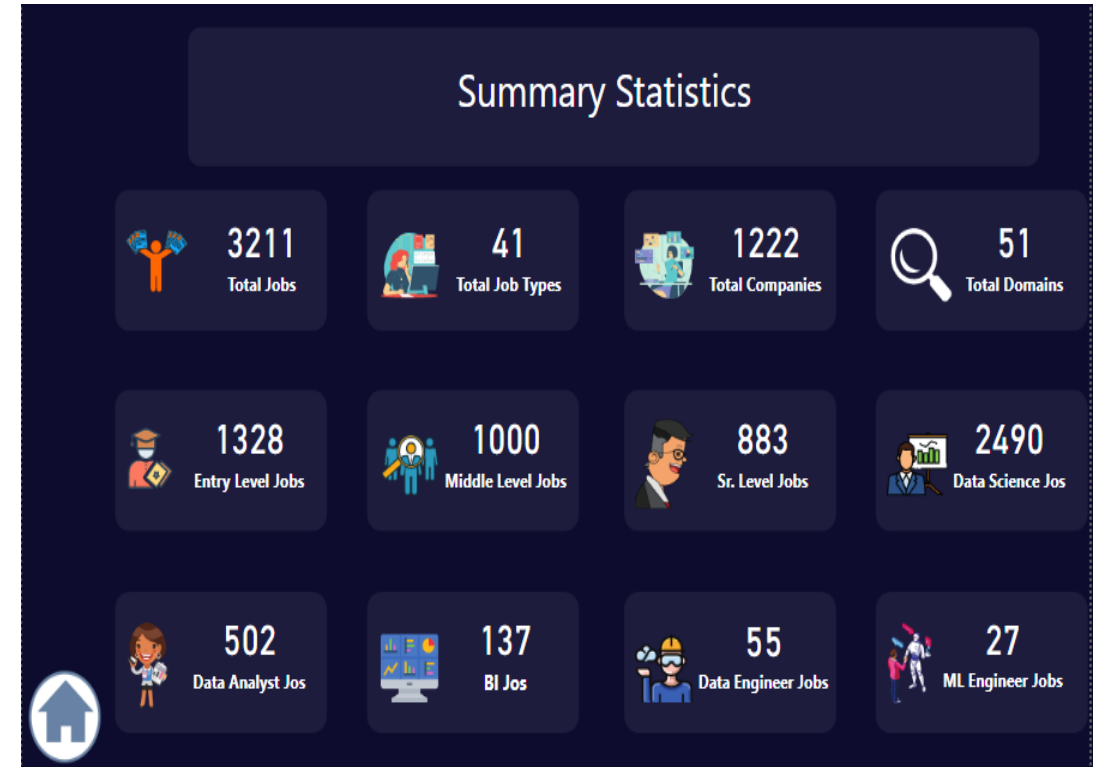 Summary Statistics
3211
Total Jobs
41
Total Job Types
1222
Total Companies
51
Total Domains
1328
Entry Level Jobs
1000
Middle Level Jobs
883
Sr. Level Jobs
2490
Data Science Jos
502
Data Analyst Jos
137
BI Jos
55
Data Engineer Jobs
27
ML Engineer Jobs